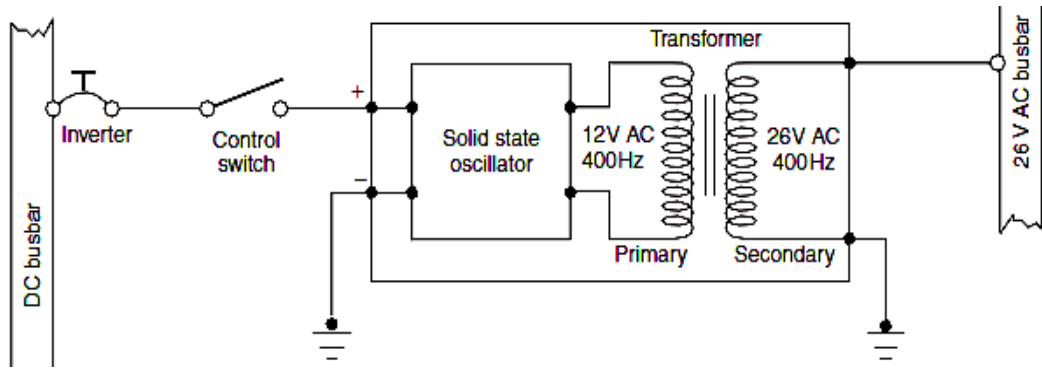 DC busbar
Inverter
Control
switch
+
–
Solid state
oscillator
Transformer
12V AC
400Hz
26V AC
400Hz
Primary
Secondary
26 V AC busbar